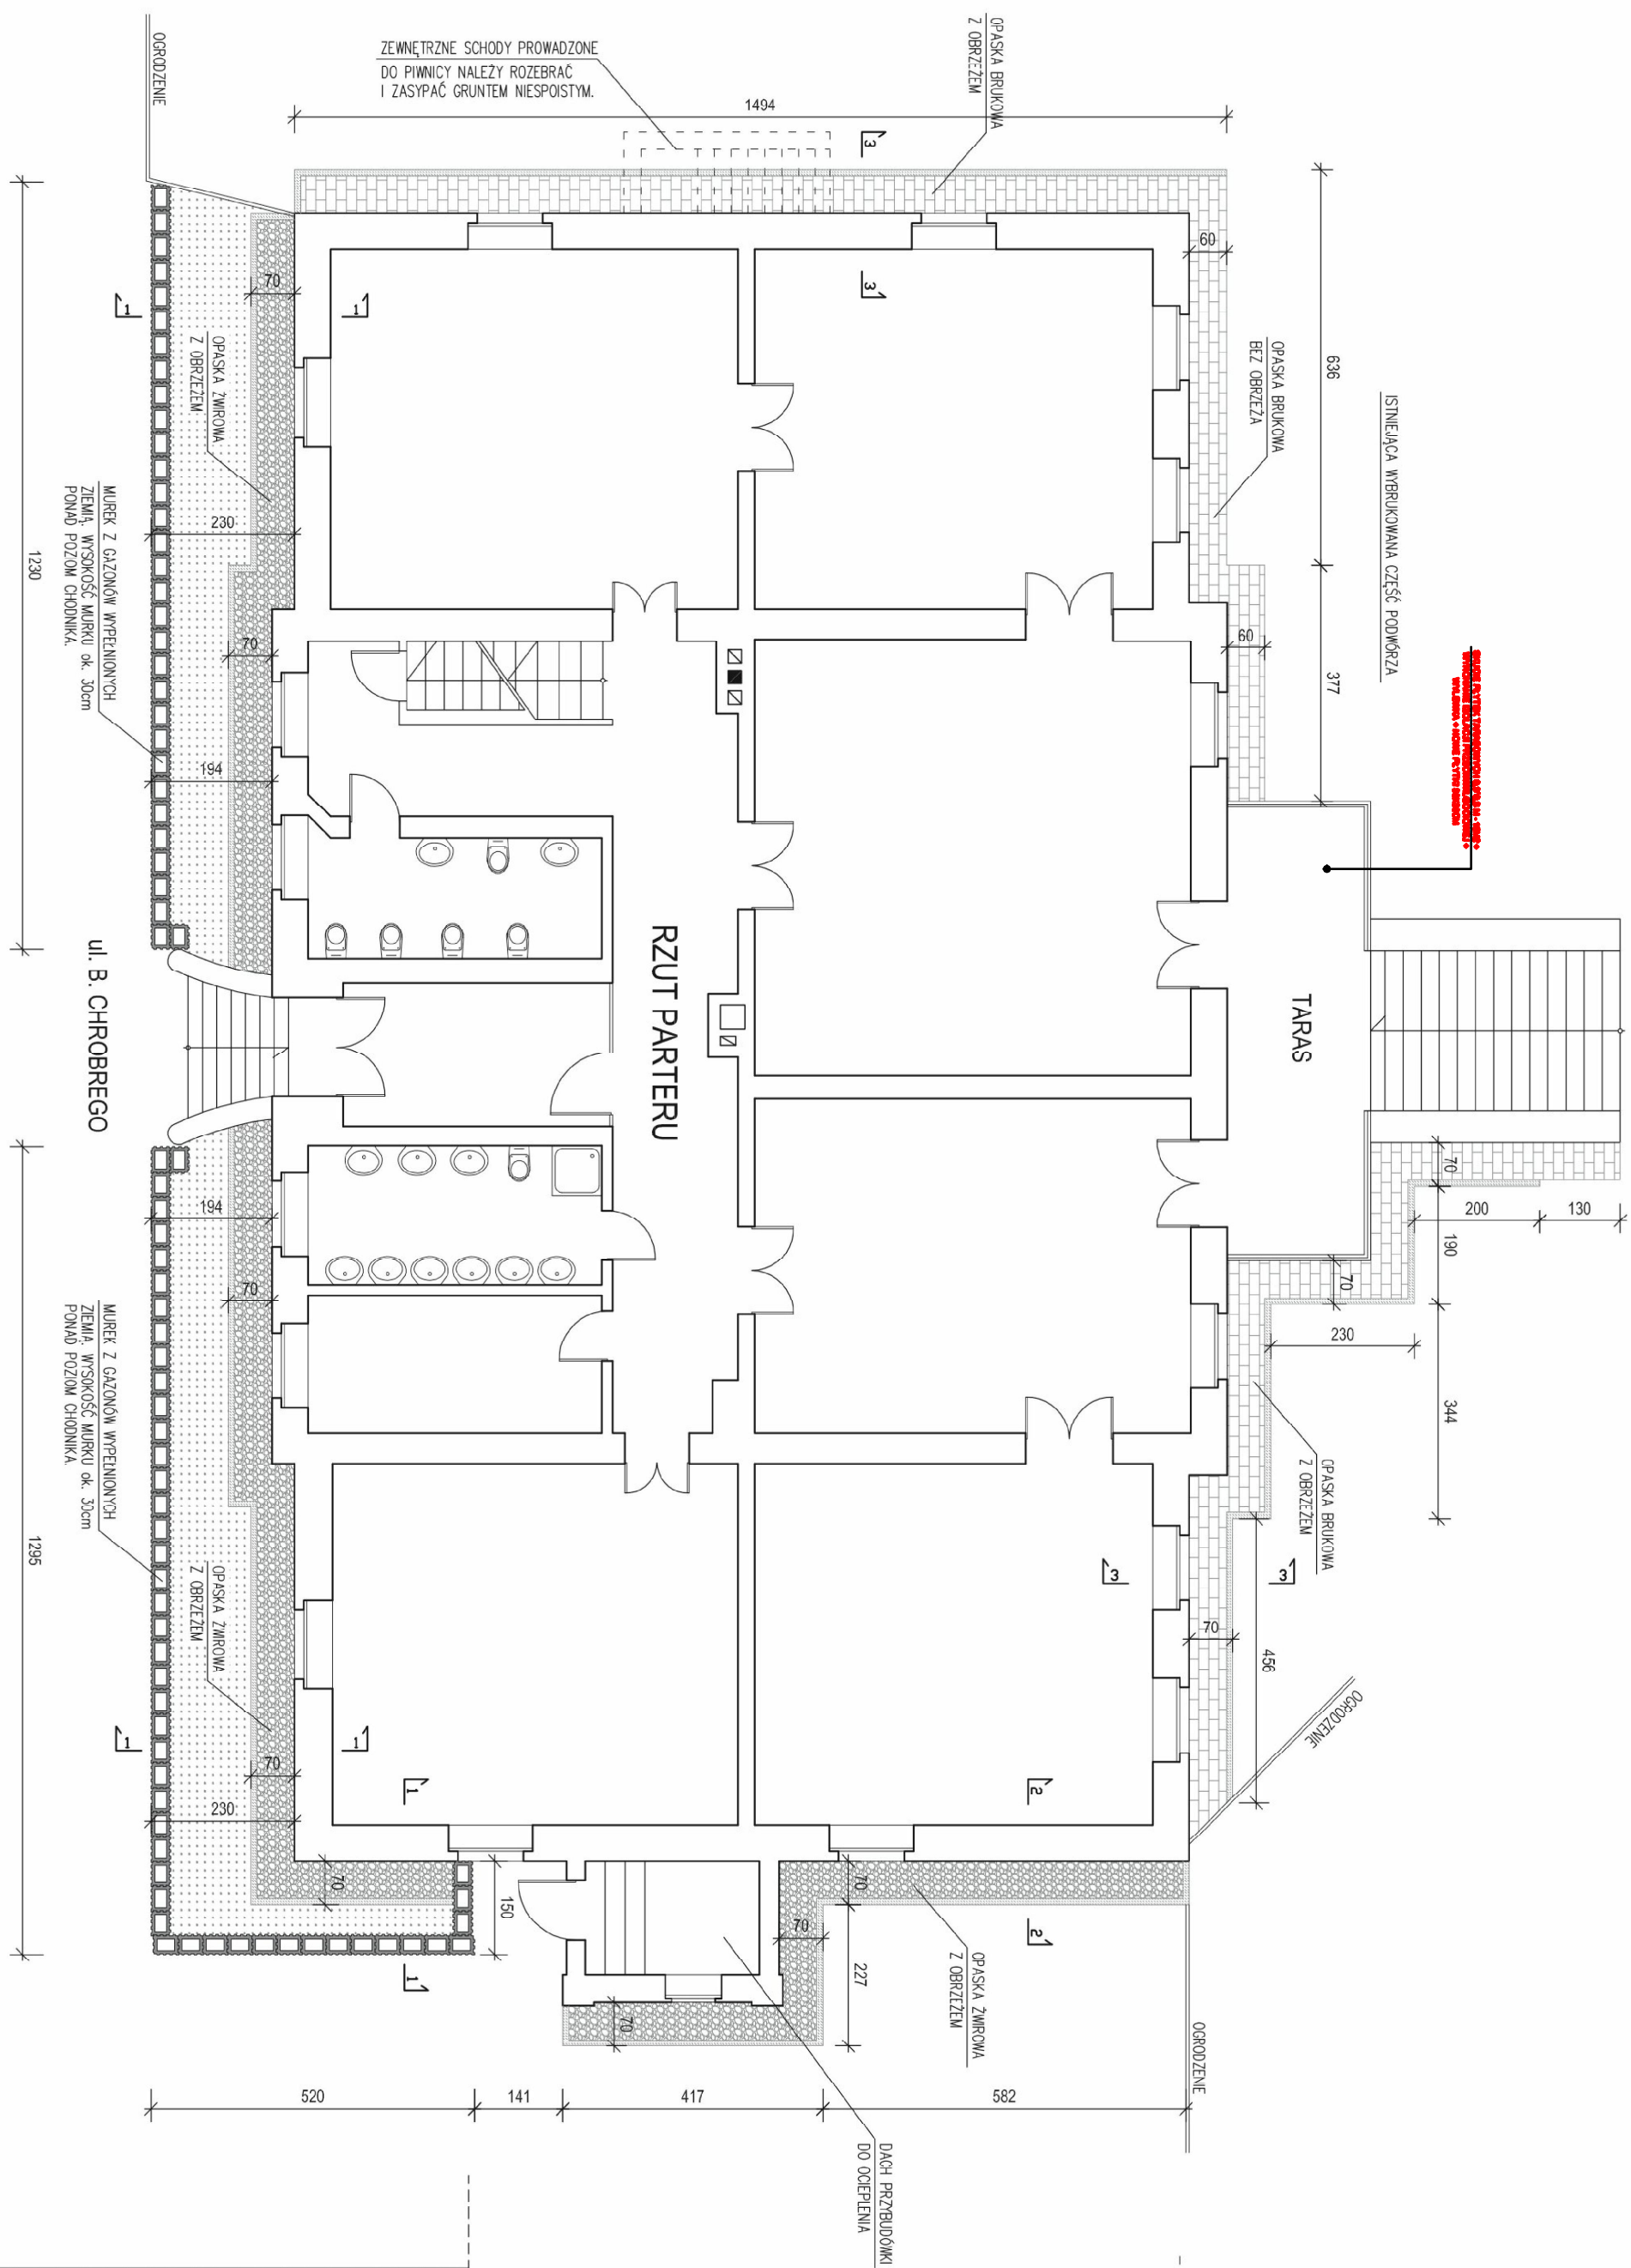 ZEWNĘTRZNE SCHODY PROWADZONE
DO PIWNICY NALEŻY ROZEBRAĆ
I ZASYPAĆ GRUNTEM NIESPOISTYM.
OGRODZENIE
1494
OPASKA BRUKOWA
Z OBRZEŻEM
3
3
60
636
OPASKA BRUKOWA
BEZ OBRZEŻA
ISTNIEJĄCA WYBRUKOWANA CZĘŚĆ PODWÓRZA
60
377
70
1
1
OPASKA ŻWIROWA
Z OBRZEŻEM
230
MUREK Z GAZONÓW WYPEŁNIONYCH
ZIEMIĄ. WYSOKOŚĆ MURKU ok. 30cm
PONAD POZIOM CHODNIKA.
1230
70
194
ul. B. CHROBREGO
RZUT PARTERU
TARAS
70
200
130
190
70
230
344
OPASKA BRUKOWA
Z OBRZEŻEM
3
3
70
456
OGRODZENIE
194
70
MUREK Z GAZONÓW WYPEŁNIONYCH
ZIEMIĄ. WYSOKOŚĆ MURKU ok. 30cm
PONAD POZIOM CHODNIKA.
1295
OPASKA ŻWIROWA
Z OBRZEŻEM
1
1
70
230
1
2
70
150
70
70
2
1
227
OPASKA ŻWIROWA
Z OBRZEŻEM
70
OGRODZENIE
520
141
417
582
DACH PRZYBUDÓWKI
DO OCIEPLENIA